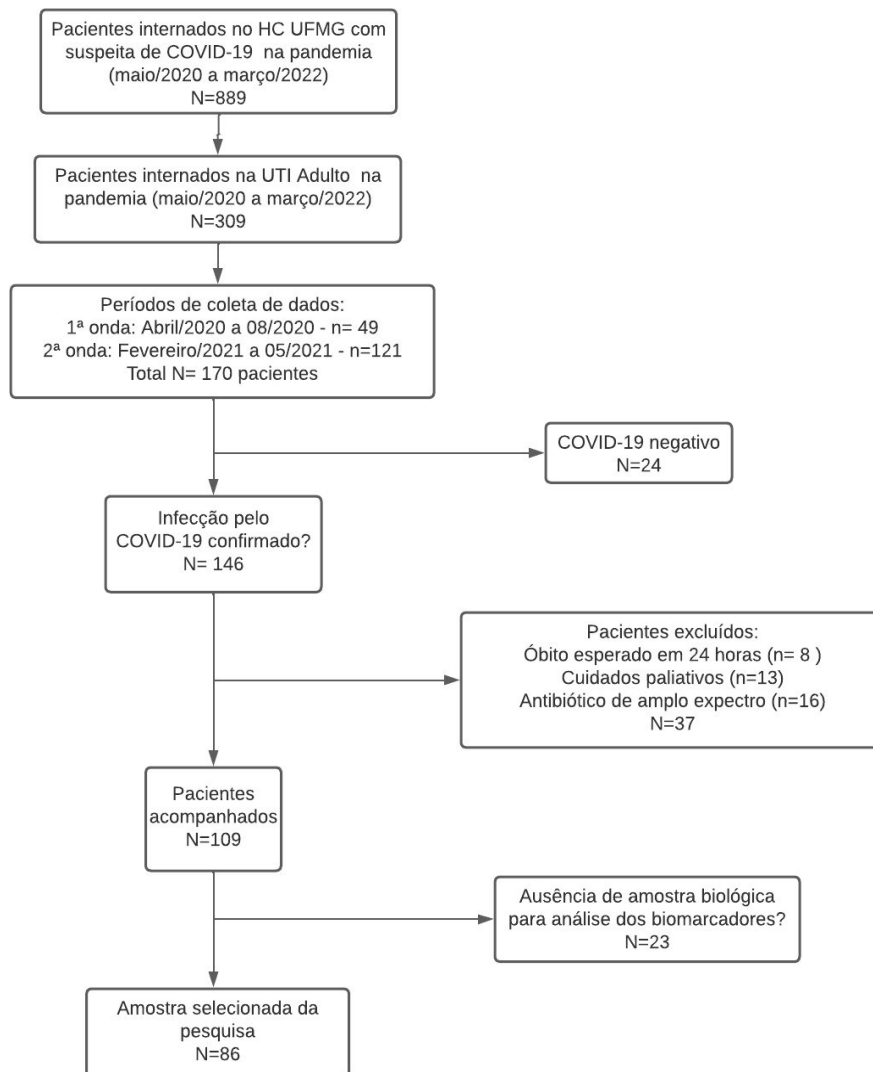 Pacientes internados no HC UFMG com
suspeita de COVID-19 na pandemia
(maio/2020 a março/2022)
N=889
Pacientes internados na UTI Adulto na
pandemia (maio/2020 a março/2022)
N=309
Períodos de coleta de dados:
1ª onda: Abril/2020 a 08/2020 - n= 49
2ª onda: Fevereiro/2021 a 05/2021 - n=121
Total N= 170 pacientes
COVID-19 negativo
N=24
Infecção pelo
COVID-19 confirmado?
N= 146
Pacientes excluídos:
Óbito esperado em 24 horas (n= 8 )
Cuidados paliativos (n=13)
Antibiótico de amplo expectro (n=16)
N=37
Pacientes
acompanhados
N=109
Ausência de amostra biológica
para análise dos biomarcadores?
N=23
Amostra selecionada da
pesquisa
N=86